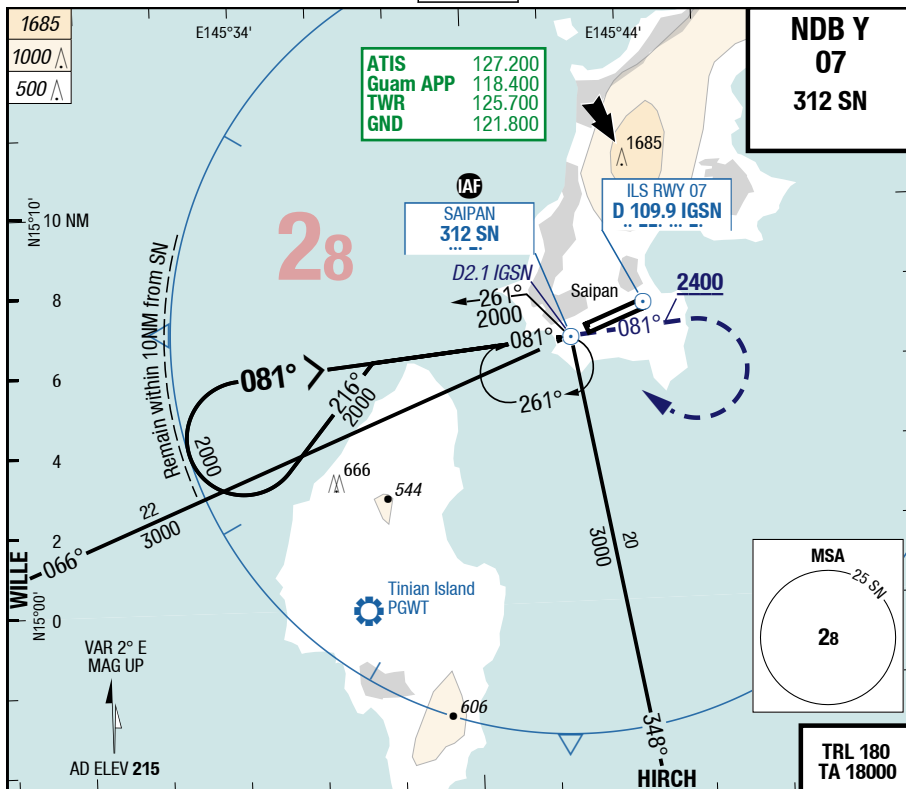 1685
1000
500
E145°34'
E145°44'
NDB Y
07
312 SN
ATIS 127.200
Guam APP 118.400
TWR 125.700
GND 121.800
1685
IAF
SAIPAN
312 SN
ILS RWY 07
D 109.9 IGSN
D2.1 IGSN
28
N15°10'
10 NM
8
6
4
2
0
Remain within 10NM from SN
261°
2000
Saipan
2400
081°
081°
081°
261°
216°
2000
2000
666
544
22
3000
066°
WILLE
N15°00'
20
3000
Tinian Island
PGWT
MSA
25 SN
28
VAR 2° E
MAG UP
606
348°
HIRCH
AD ELEV 215
TRL 180
TA 18000